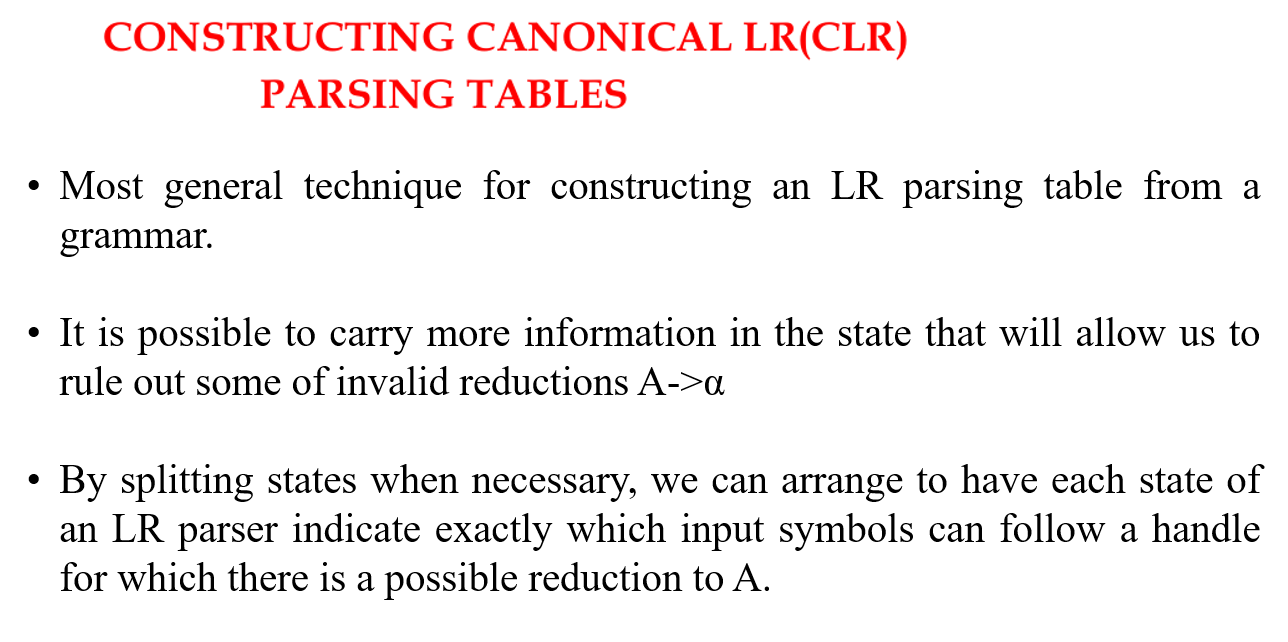 CONSTRUCTING CANONICAL LR(CLR)
PARSING TABLES
• Most general technique for constructing an LR parsing table from a
grammar.
• It is possible to carry more information in the state that will allow us to
rule out some of invalid reductions A->α
• By splitting states when necessary, we can arrange to have each state of
an LR parser indicate exactly which input symbols can follow a handle
for which there is a possible reduction to A.